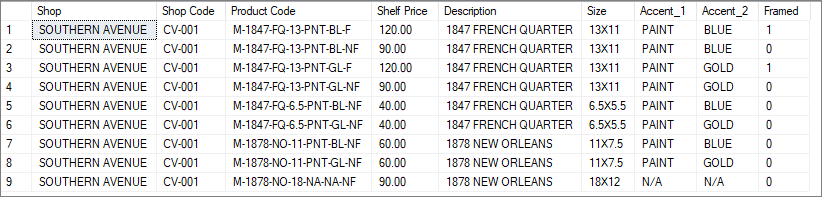 Shop Shop Code Product Code Shelf Price Description Size Accent_1 Accent_2 Framed
1 SOUTHERN AVENUE CV-001 M-1847-FQ-13-PNT-BL-F 120.00 1847 FRENCH QUARTER 13X11 PAINT BLUE 1
2 SOUTHERN AVENUE CV-001 M-1847-FQ-13-PNT-BL-NF 90.00 1847 FRENCH QUARTER 13X11 PAINT BLUE 0
3 SOUTHERN AVENUE CV-001 M-1847-FQ-13-PNT-GL-F 120.00 1847 FRENCH QUARTER 13X11 PAINT GOLD 1
4 SOUTHERN AVENUE CV-001 M-1847-FQ-13-PNT-GL-NF 90.00 1847 FRENCH QUARTER 13X11 PAINT GOLD 0
5 SOUTHERN AVENUE CV-001 M-1847-FQ-6.5-PNT-BL-NF 40.00 1847 FRENCH QUARTER 6.5X5.5 PAINT BLUE 0
6 SOUTHERN AVENUE CV-001 M-1847-FQ-6.5-PNT-GL-NF 40.00 1847 FRENCH QUARTER 6.5X5.5 PAINT GOLD 0
7 SOUTHERN AVENUE CV-001 M-1878-NO-11-PNT-BL-NF 60.00 1878 NEW ORLEANS 11X7.5 PAINT BLUE 0
8 SOUTHERN AVENUE CV-001 M-1878-NO-11-PNT-GL-NF 60.00 1878 NEW ORLEANS 11X7.5 PAINT GOLD 0
9 SOUTHERN AVENUE CV-001 M-1878-NO-18-NA-NA-NF 90.00 1878 NEW ORLEANS 18X12 N/A N/A 0